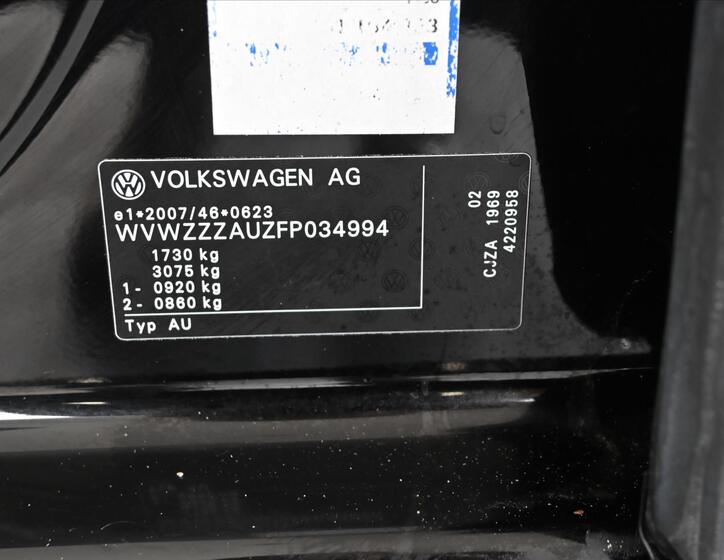 VOLKSWAGEN AG
e1*2007/46*0623
WVWZZZAUZFP034994
1730 kg
3075 kg
1- 0920 kg
2- 0860 kg
Typ AU
02
CJZA 1969
4220958